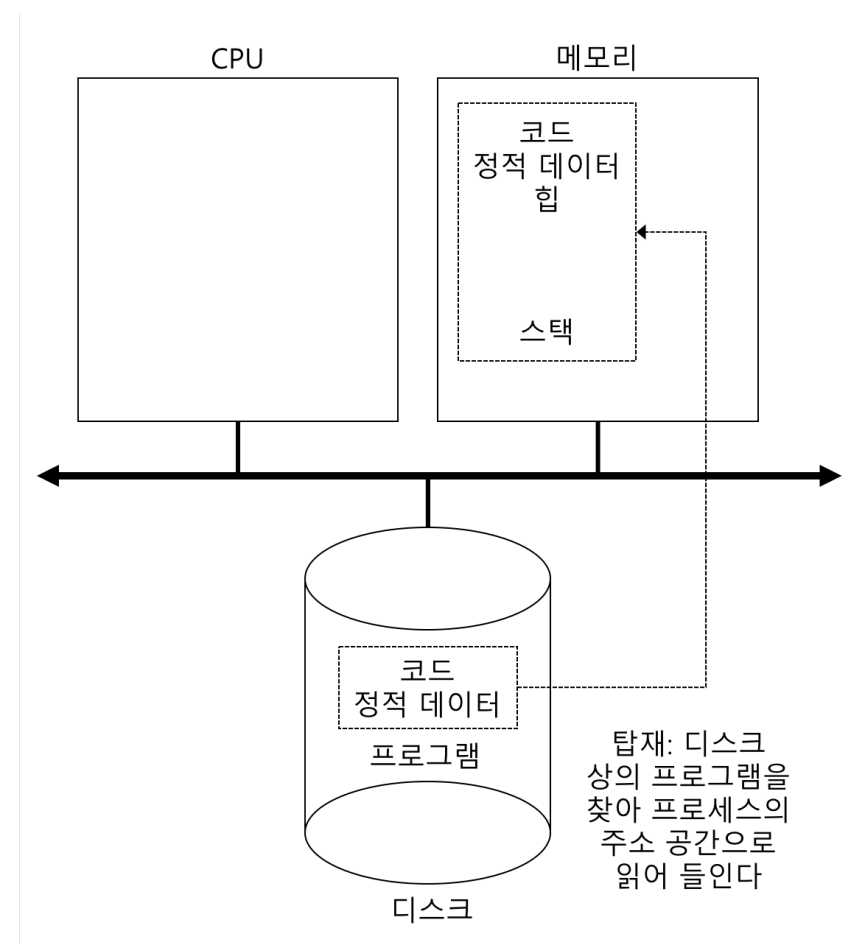 CPU
메모리
코드
정적 데이터
힙
스택
코드
정적 데이터
프로그램
탑재: 디스크
상의 프로그램을
찾아 프로세스의
주소 공간으로
읽어 들인다
디스크